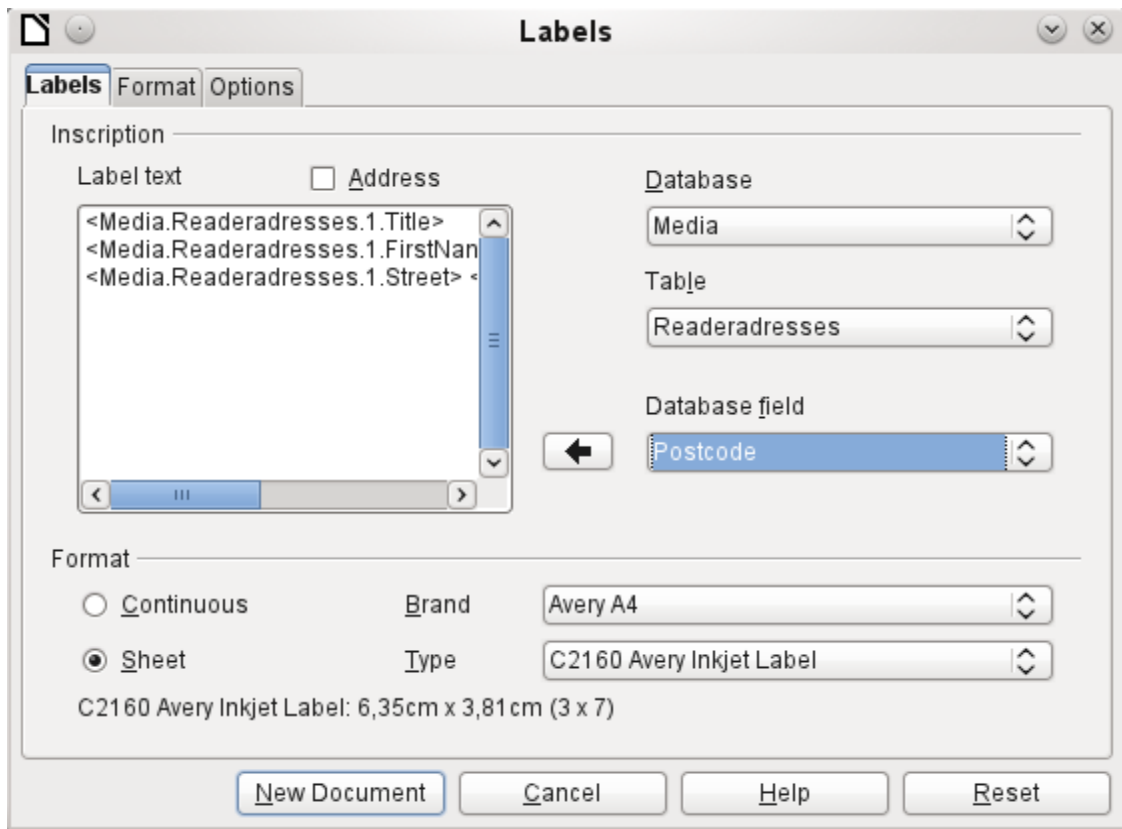 Labels
Labels Format Options
Inscription
Label text Address
<Media.Readeradresses.1.Title>
<Media.Readeradresses.1.FirstNan
<Media.Readeradresses.1.Street> <
Database
Media
Table
Readeradresses
Database field
Postcode
Format
Continuous Brand Avery A4
Sheet Type C2160 Avery Inkjet Label
C2160 Avery Inkjet Label: 6,35cm x 3,81cm (3 x 7)
New Document Cancel Help Reset